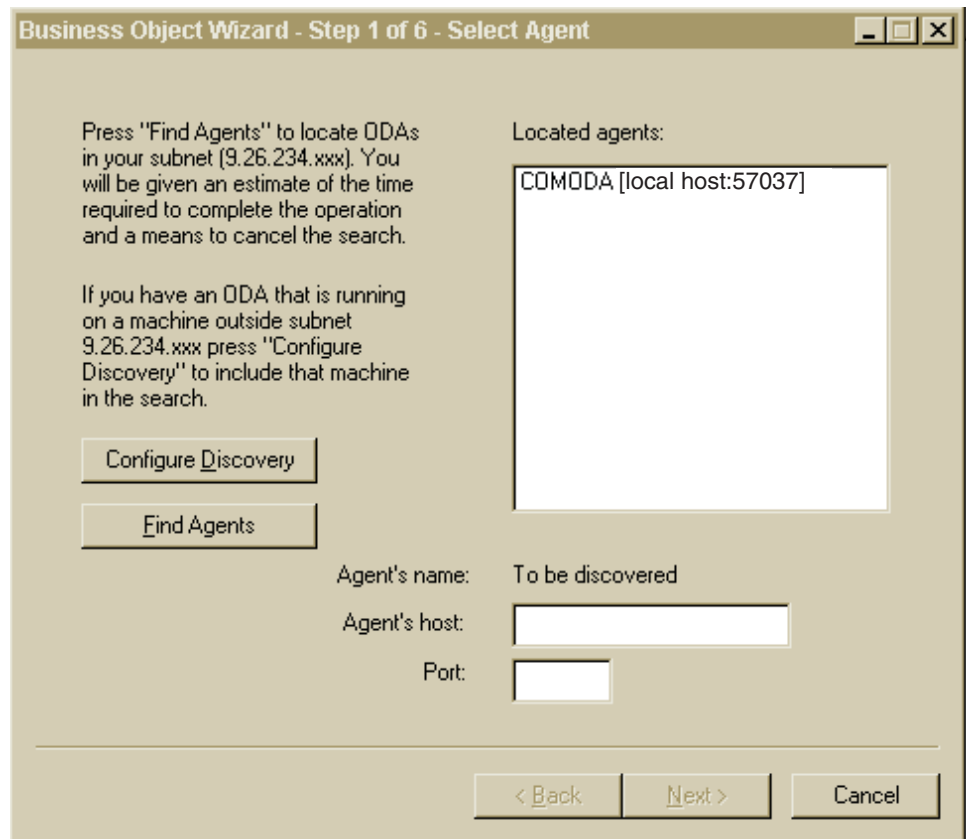 Business Object Wizard - Step 1 of 6 - Select Agent
Press "Find Agents" to locate ODAs
in your subnet (9.26.234.xxx). You
will be given an estimate of the time
required to complete the operation
and a means to cancel the search.
If you have an ODA that is running
on a machine outside subnet
9.26.234.xxx press "Configure
Discovery" to include that machine
in the search.
Configure Discovery
Find Agents
Located agents:
COMODA [local host:57037]
Agent's name: To be discovered
Agent's host:
Port:
< Back
Next >
Cancel